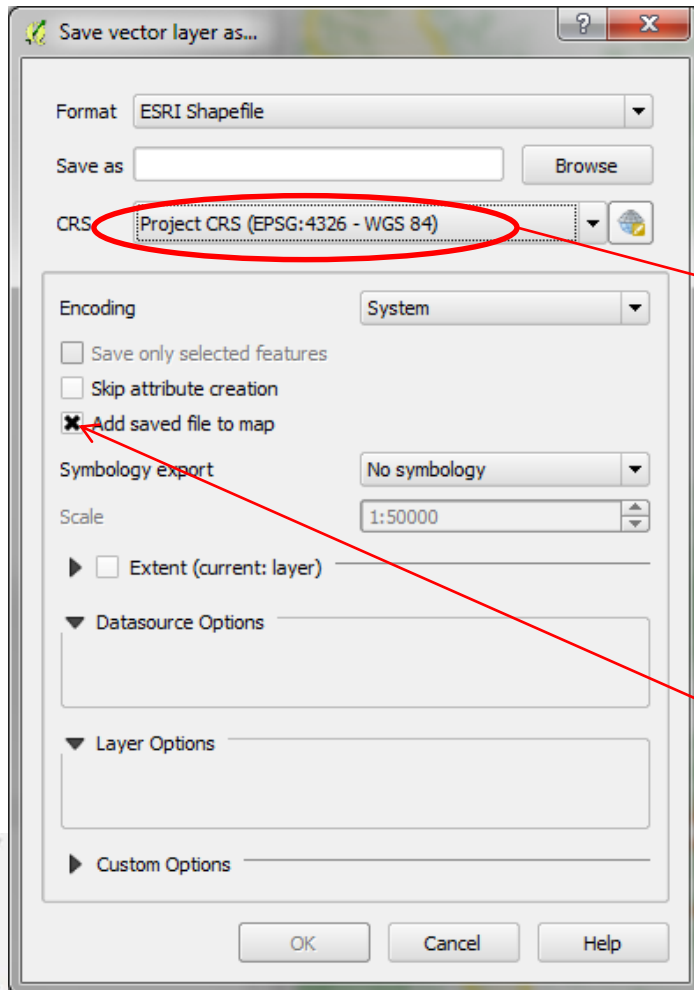 Save vector layer as...
?
X
Format ESRI Shapefile
Save as Browse
CRS Project CRS (EPSG:4326 - WGS 84)
Encoding System
Save only selected features
Skip attribute creation
Add saved file to map
Symbology export No symbology
Scale 1:50000
Extent (current: layer)
Datasource Options
Layer Options
Custom Options
OK Cancel Help